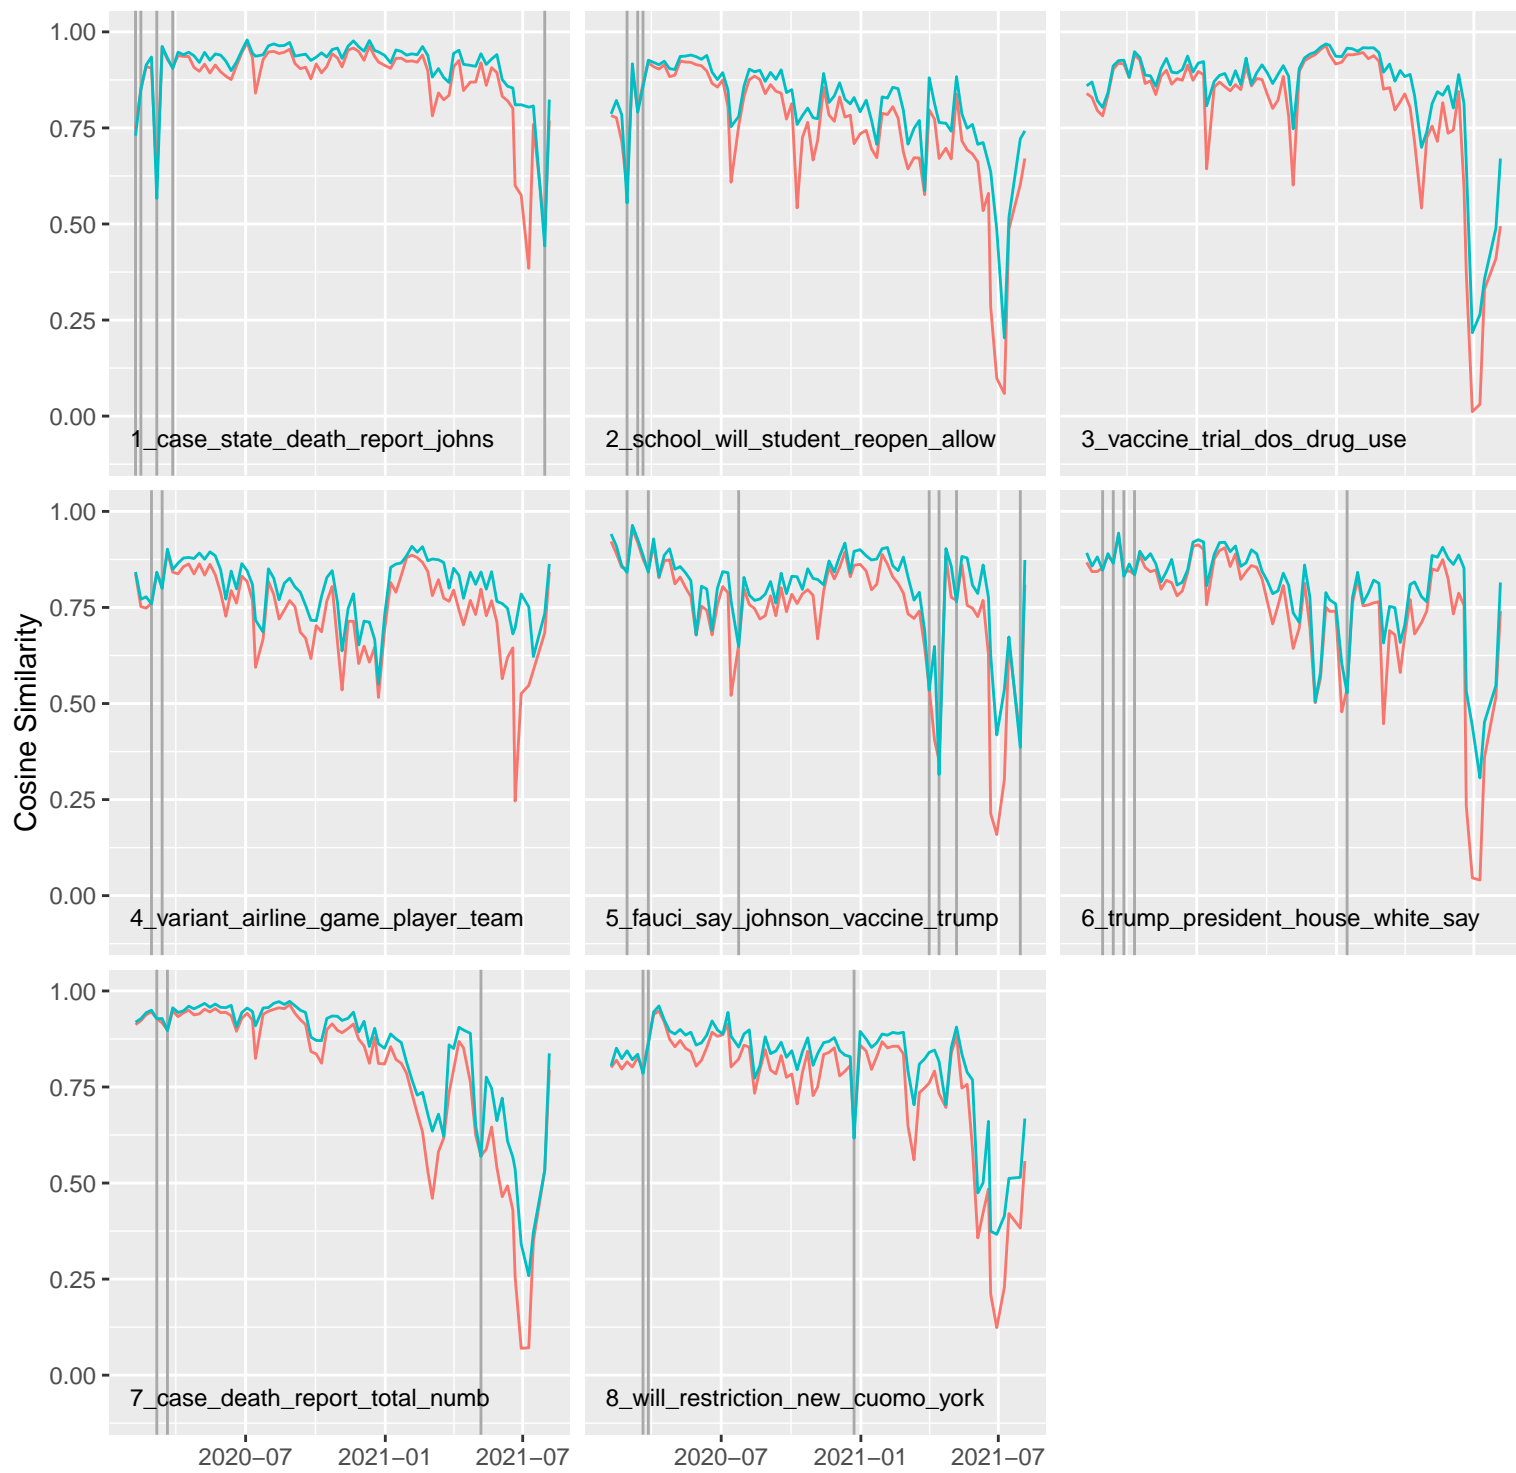 1.00
0.75
0.50
0.25
0.00
1_case_state_death_report_johns
2_school_will_student_reopen_allow
3_vaccine_trial_dos_drug_use
Cosine Similarity
1.00
0.75
0.50
0.25
0.00
4_variant_airline_game_player_team
5_fauci_say_johnson_vaccine_trump
6_trump_president_house_white_say
1.00
0.75
0.50
0.25
0.00
7_case_death_report_total_numb
8_will_restriction_new_cuomo_york
2020−07
2021−01
2021−07
2020−07
2021−01
2021−07